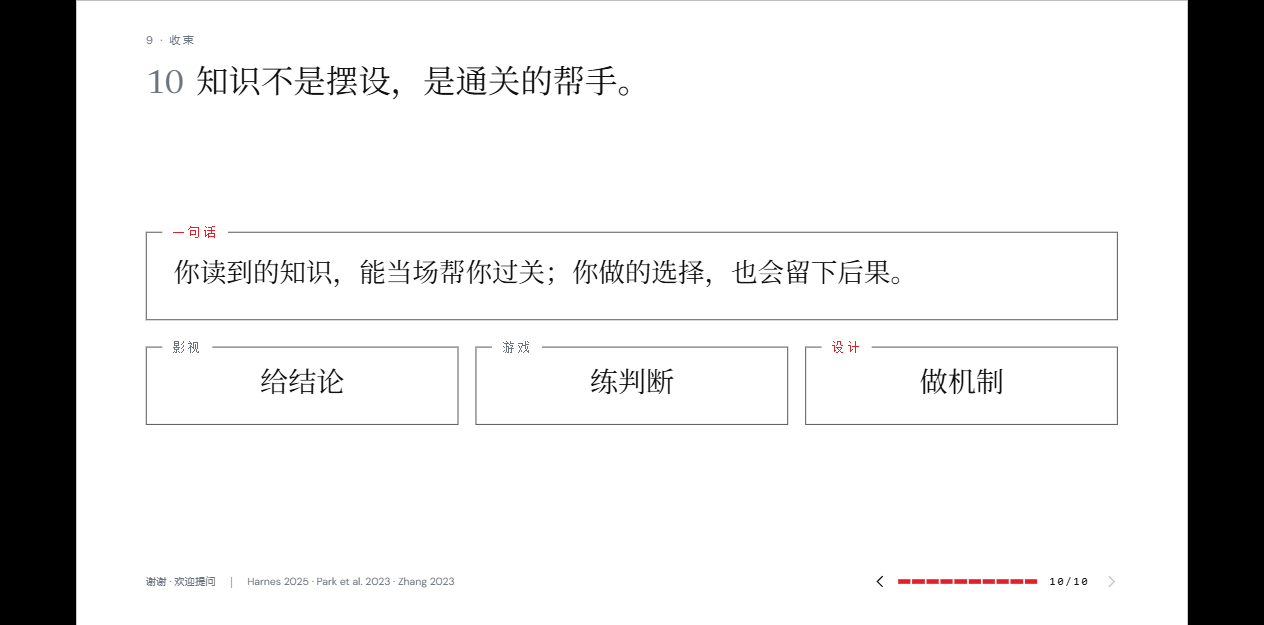 9 · 收束
10 知识不是摆设，是通关的帮手。
一句话
你读到的知识，能当场帮你过关；你做的选择，也会留下后果。
影视
给结论
游戏
练判断
设计
做机制
谢谢 · 欢迎提问 | Harnes 2025 · Park et al. 2023 · Zhang 2023
10/10